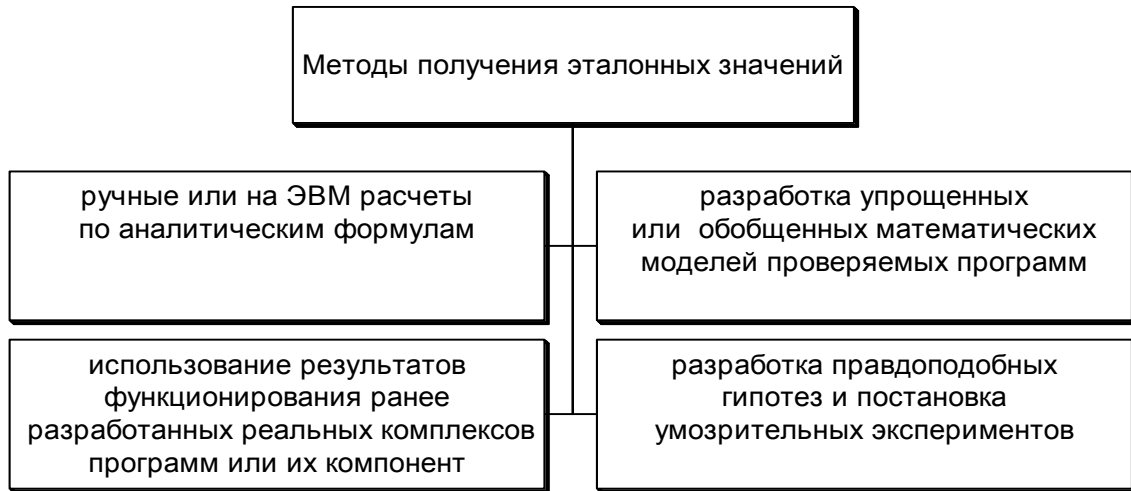 Методы получения эталонных значений
ручные или на ЭВМ расчеты
по аналитическим формулам
разработка упрощенных
или обобщенных математических
моделей проверяемых программ
использование результатов
функционирования ранее
разработанных реальных комплексов
программ или их компонент
разработка правдоподобных
гипотез и постановка
умозрительных экспериментов